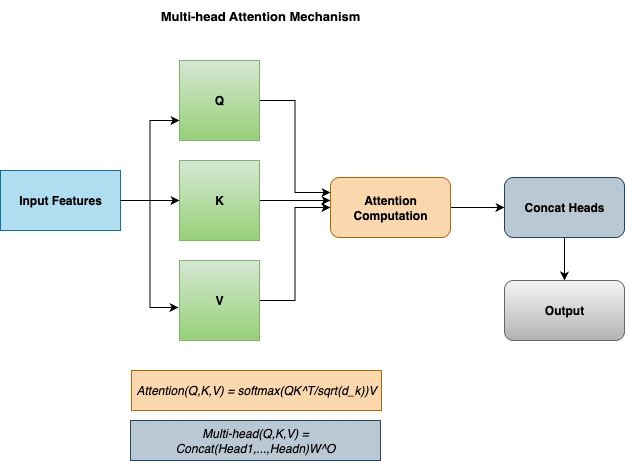 Multi-head Attention Mechanism
Q
Input Features
K
V
Attention
Computation
Concat Heads
Output
Attention(Q,K,V) = softmax(QK^T/sqrt(d_k))V
Multi-head(Q,K,V) =
Concat(Head1,...,Headn)W^O